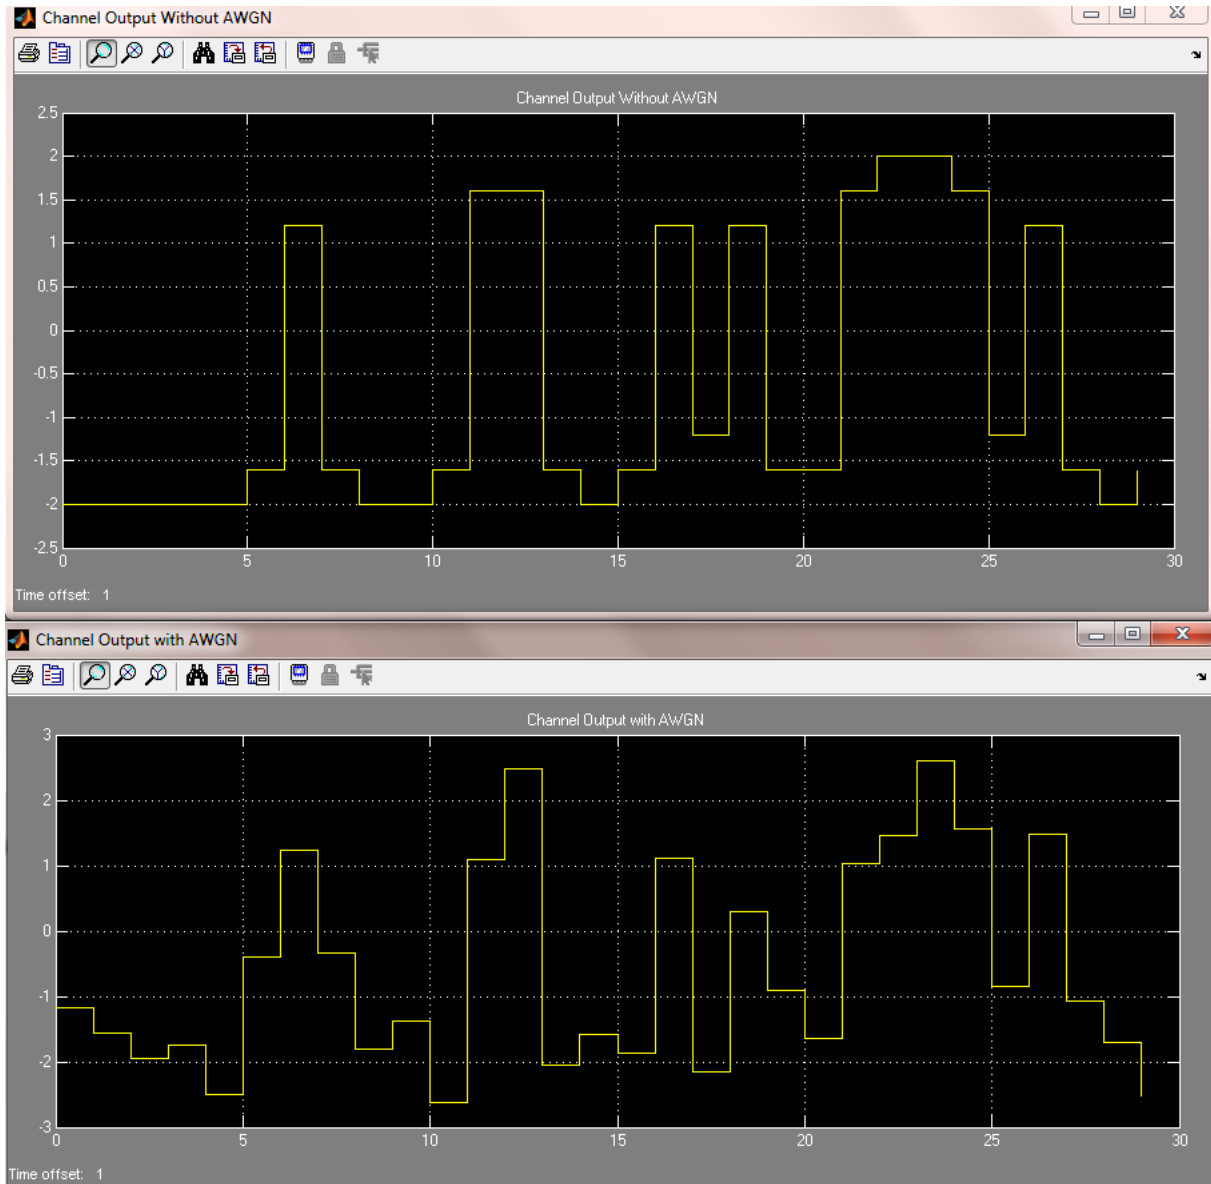 Channel Output Without AWGN
Channel Output Without AWGN
2.5
2
1.5
1
0.5
0
-0.5
-1
-1.5
-2
-2.5
0 5 10 15 20 25 30
Time offset: 1
Channel Output with AWGN
Channel Output with AWGN
3
2
1
0
-1
-2
-3
0 5 10 15 20 25 30
Time offset: 1